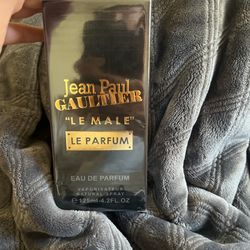 Jean Paul
GAULTIER
"LE MALE"
LE PARFUM
EAU DE PARFUM
VAPORISATEUR
NATURAL SPRAY
℮ 125ml-4.2FL.OZ